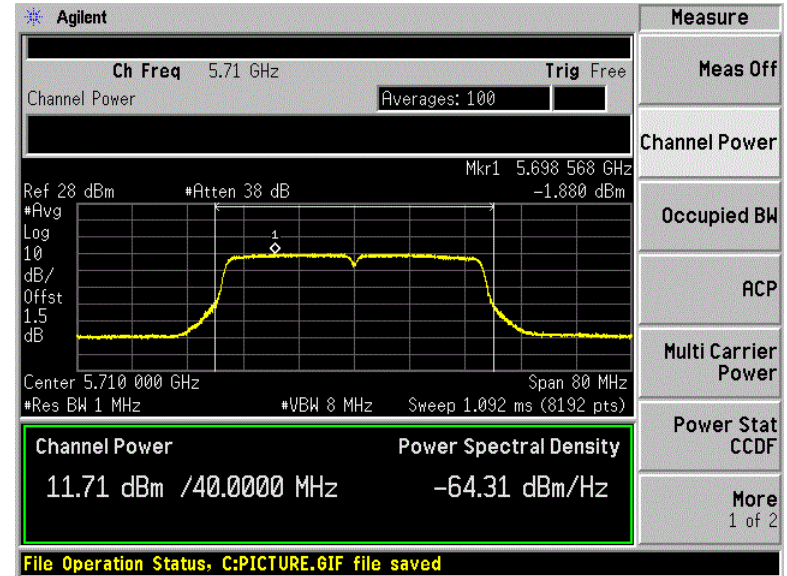 Agilent
Measure
Ch Freq 5.71 GHz Trig Free
Channel Power Averages: 100
Mkr1 5.698 568 GHz
Ref 28 dBm #Atten 38 dB -1.880 dBm
#Avg
Log
10
dB/
Offst
1.5
dB
1
Center 5.710 000 GHz Span 80 MHz
#Res BW 1 MHz #VBW 8 MHz Sweep 1.092 ms (8192 pts)
Channel Power Power Spectral Density
11.71 dBm /40.0000 MHz -64.31 dBm/Hz
File Operation Status, C:PICTURE.GIF file saved
Meas Off
Channel Power
Occupied BW
ACP
Multi Carrier
Power
Power Stat
CCDF
More
1 of 2